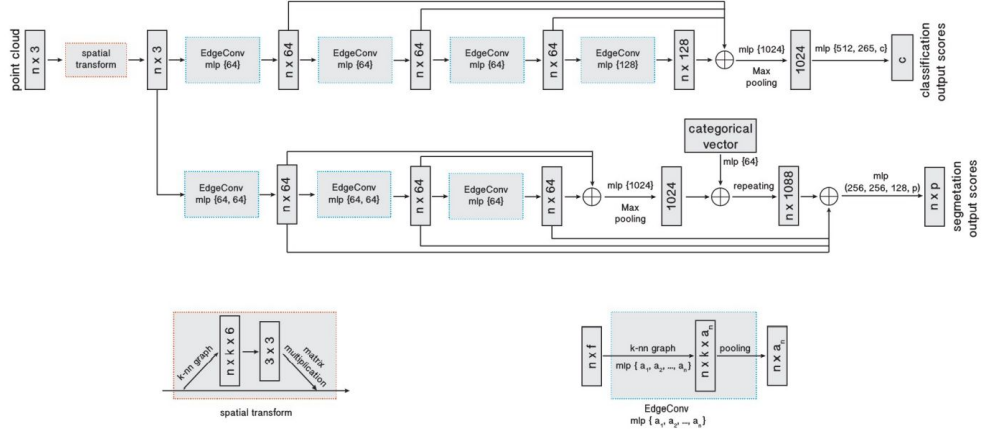 point cloud
n x 3
spatial
transform
n x 3
EdgeConv
mlp {64}
n x 64
EdgeConv
mlp {64}
n x 64
EdgeConv
mlp {64}
n x 64
EdgeConv
mlp {128}
n x 128
mlp {1024}
Max
pooling
1024
mlp {512, 265, c}
c
classification
output scores
EdgeConv
mlp {64, 64}
n x 64
EdgeConv
mlp {64, 64}
n x 64
EdgeConv
mlp {64}
n x 64
mlp {1024}
Max
pooling
1024
categorical
vector
mlp {64}
repeating
n x 1088
mlp
(256, 256, 128, p)
n x p
segmetation
output scores
k-nn graph
n x k x 6
3 x 3
matrix
multiplication
spatial transform
n x f
k-nn graph
mlp { a₁, a₂, ..., aₙ}
n x k x aₙ
pooling
n x aₙ
EdgeConv
mlp { a₁, a₂, ..., aₙ}